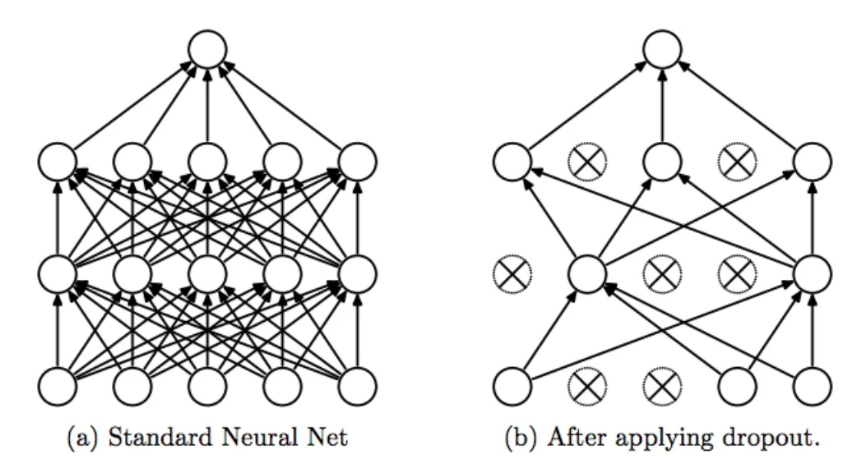 (a) Standard Neural Net
(b) After applying dropout.